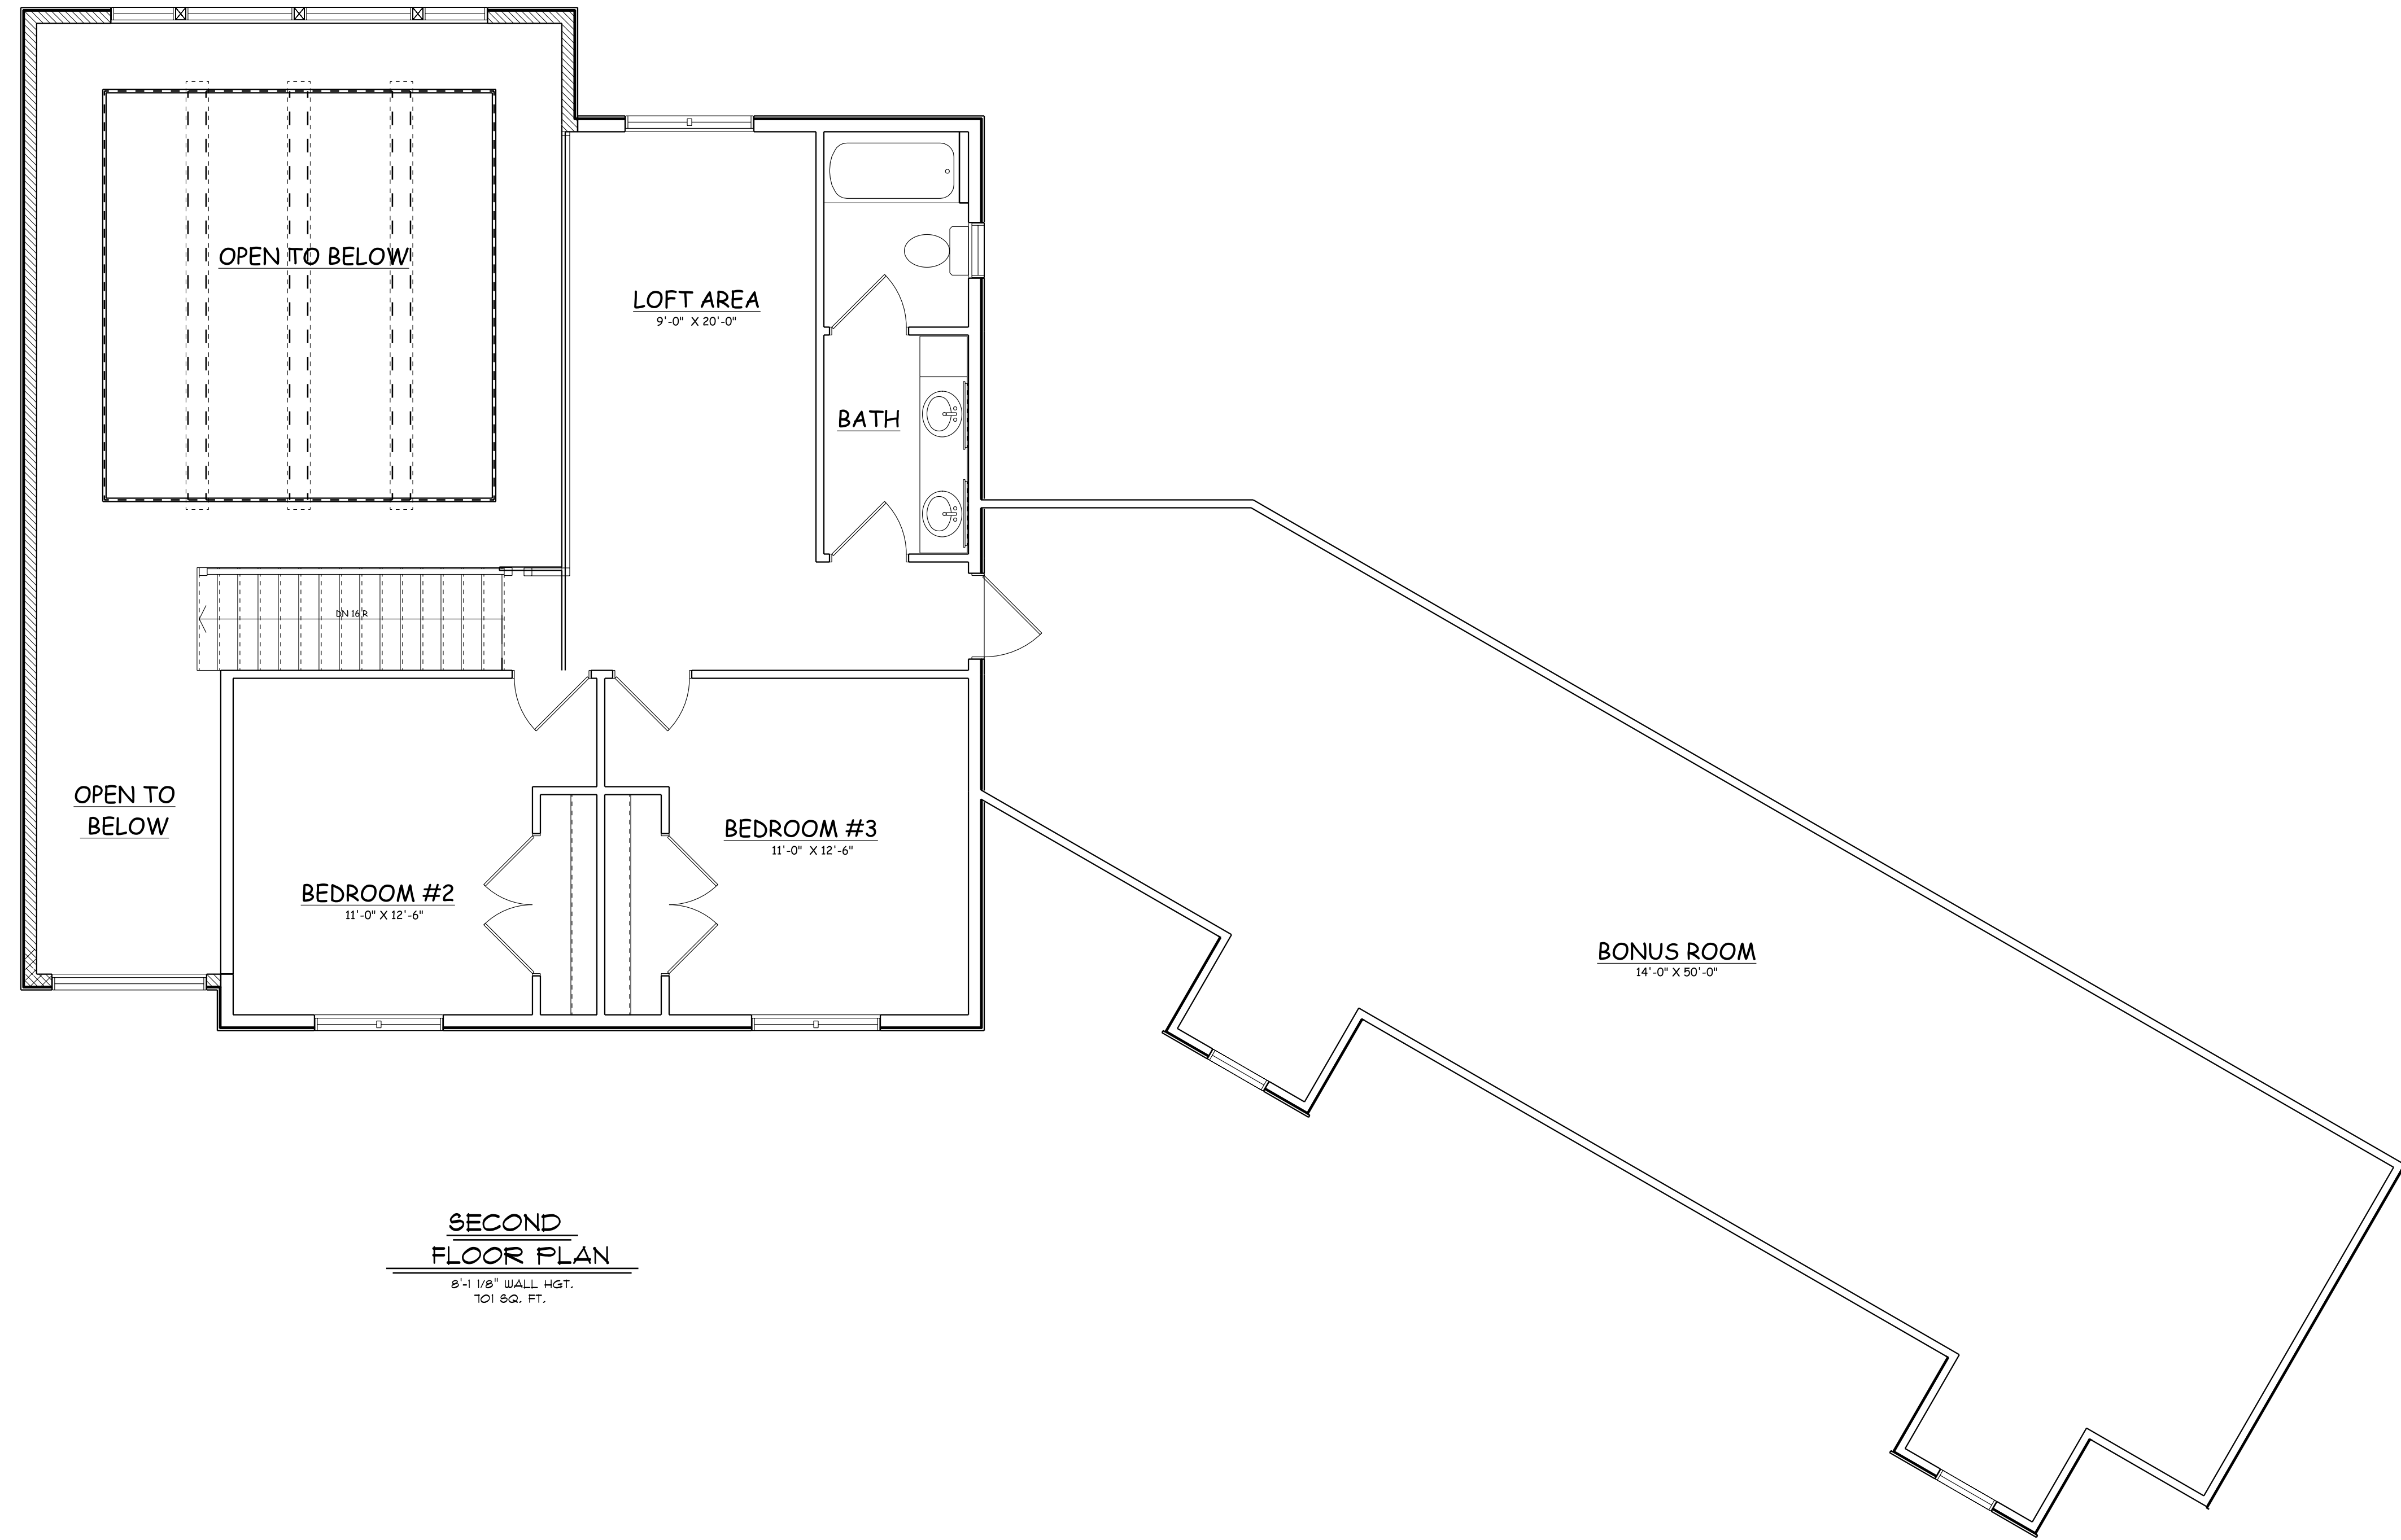 OPEN TO BELOW
LOFT AREA
9'-0" X 20'-0"
BATH
DN 16 R
OPEN TO
BELOW
BEDROOM #2
11'-0" X 12'-6"
BEDROOM #3
11'-0" X 12'-6"
BONUS ROOM
14'-0" X 50'-0"
SECOND
FLOOR PLAN
8'-1 1/8" WALL HGT.
701 SQ. FT.